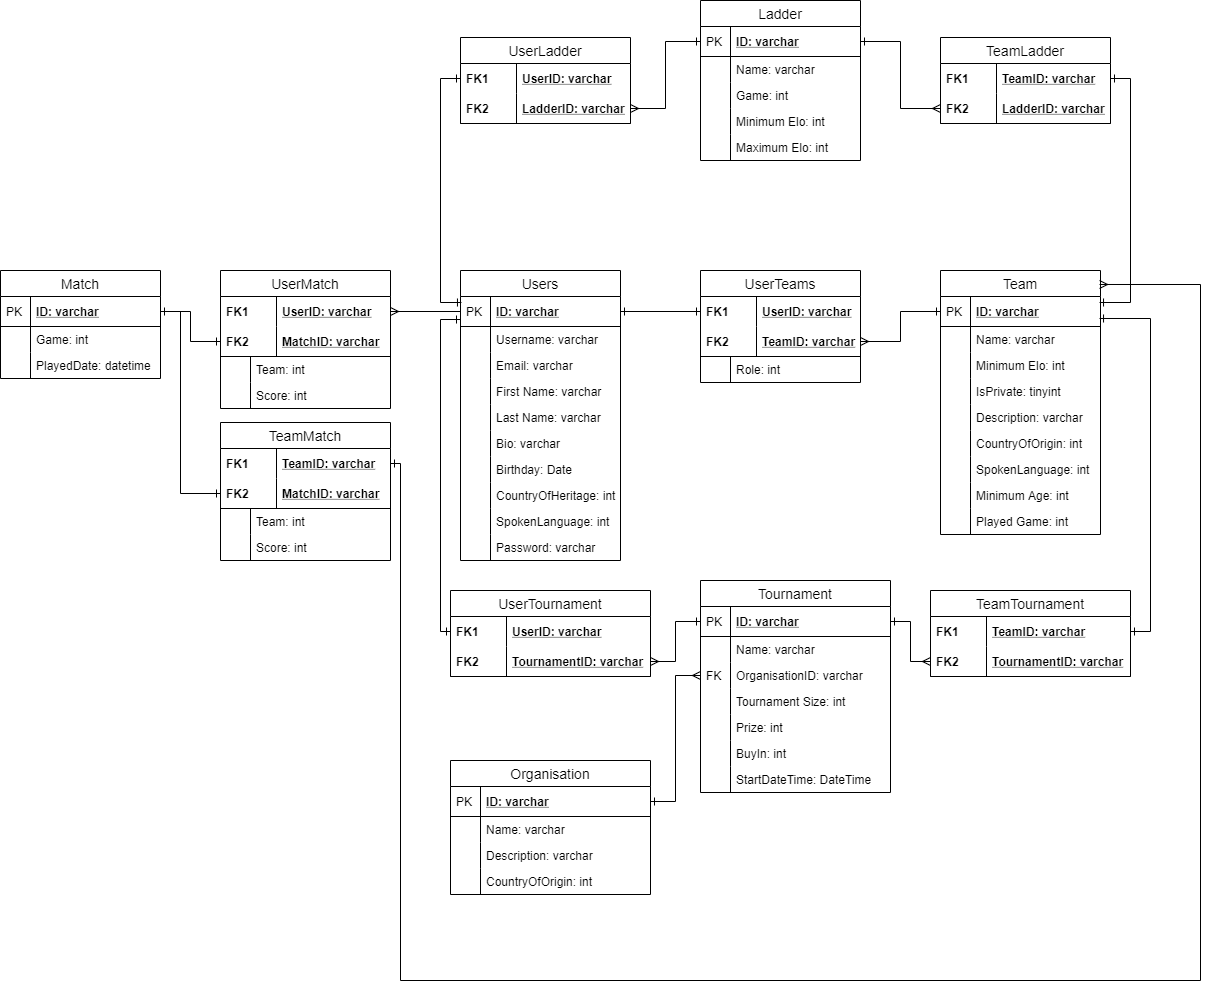 Ladder
PK ID: varchar
Name: varchar
Game: int
Minimum Elo: int
Maximum Elo: int
UserLadder
FK1 UserID: varchar
FK2 LadderID: varchar
TeamLadder
FK1 TeamID: varchar
FK2 LadderID: varchar
Match
PK ID: varchar
Game: int
PlayedDate: datetime
UserMatch
FK1 UserID: varchar
FK2 MatchID: varchar
Team: int
Score: int
TeamMatch
FK1 TeamID: varchar
FK2 MatchID: varchar
Team: int
Score: int
Users
PK ID: varchar
Username: varchar
Email: varchar
First Name: varchar
Last Name: varchar
Bio: varchar
Birthday: Date
CountryOfHeritage: int
SpokenLanguage: int
Password: varchar
UserTeams
FK1 UserID: varchar
FK2 TeamID: varchar
Role: int
Team
PK ID: varchar
Name: varchar
Minimum Elo: int
IsPrivate: tinyint
Description: varchar
CountryOfOrigin: int
SpokenLanguage: int
Minimum Age: int
Played Game: int
UserTournament
FK1 UserID: varchar
FK2 TournamentID: varchar
Tournament
PK ID: varchar
Name: varchar
FK OrganisationID: varchar
Tournament Size: int
Prize: int
BuyIn: int
StartDateTime: DateTime
TeamTournament
FK1 TeamID: varchar
FK2 TournamentID: varchar
Organisation
PK ID: varchar
Name: varchar
Description: varchar
CountryOfOrigin: int